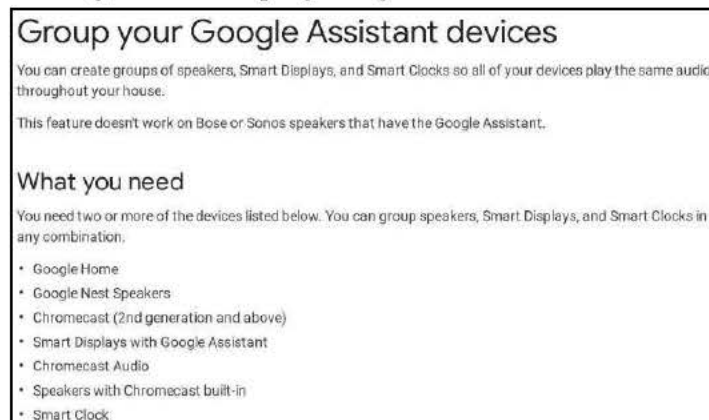 Group your Google Assistant devices
You can create groups of speakers, Smart Displays, and Smart Clocks so all of your devices play the same audio
throughout your house.
This feature doesn't work on Bose or Sonos speakers that have the Google Assistant.
What you need
You need two or more of the devices listed below. You can group speakers, Smart Displays, and Smart Clocks in
any combination.
• Google Home
• Google Nest Speakers
• Chromecast (2nd generation and above)
• Smart Displays with Google Assistant
• Chromecast Audio
• Speakers with Chromecast built-in
• Smart Clock